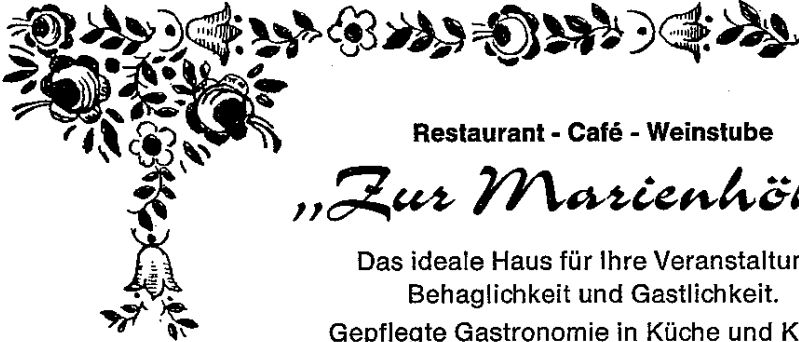 Restaurant - Café - Weinstube
„Zur Marienhö
Das ideale Haus für Ihre Veranstaltun
Behaglichkeit und Gastlichkeit.
Gepflegte Gastronomie in Küche und K